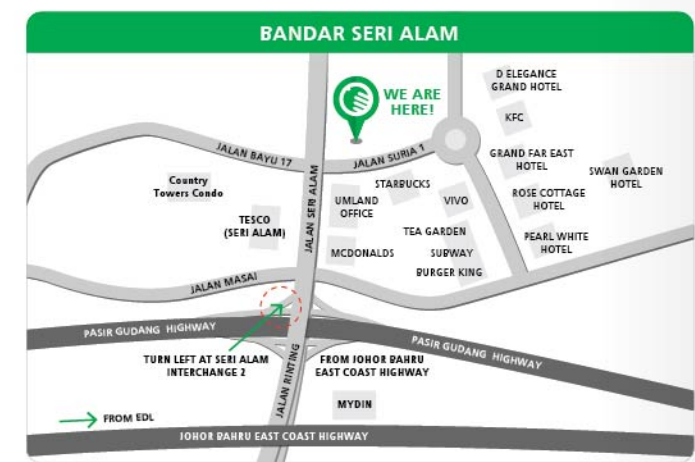 BANDAR SERI ALAM
D ELEGANCE
GRAND HOTEL
WE ARE
HERE!
KFC
JALAN BAYU 17
JALAN SURIA 1
GRAND FAR EAST
HOTEL
SWAN GARDEN
HOTEL
Country
Towers Condo
STARBUCKS
JALAN SERI ALAM
UMLAND
OFFICE
VIVO
ROSE COTTAGE
HOTEL
TESCO
(SERI ALAM)
TEA GARDEN
PEARL WHITE
HOTEL
MCDONALDS
SUBWAY
BURGER KING
JALAN MASAI
PASIR GUDANG HIGHWAY
PASIR GUDANG HIGHWAY
TURN LEFT AT SERI ALAM
INTERCHANGE 2
FROM JOHOR BAHRU
EAST COAST HIGHWAY
JALAN RINTING
MYDIN
FROM EDL
JOHOR BAHRU EAST COAST HIGHWAY